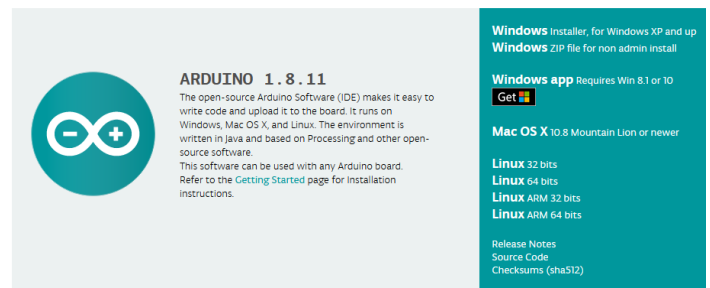 ARDUINO 1.8.11
The open-source Arduino Software (IDE) makes it easy to
write code and upload it to the board. It runs on
Windows, Mac OS X, and Linux. The environment is
written in Java and based on Processing and other open-
source software.
This software can be used with any Arduino board.
Refer to the Getting Started page for Installation
instructions.
Windows Installer, for Windows XP and up
Windows ZIP file for non admin install
Windows app Requires Win 8.1 or 10
Get
Mac OS X 10.8 Mountain Lion or newer
Linux 32 bits
Linux 64 bits
Linux ARM 32 bits
Linux ARM 64 bits
Release Notes
Source Code
Checksums (sha512)